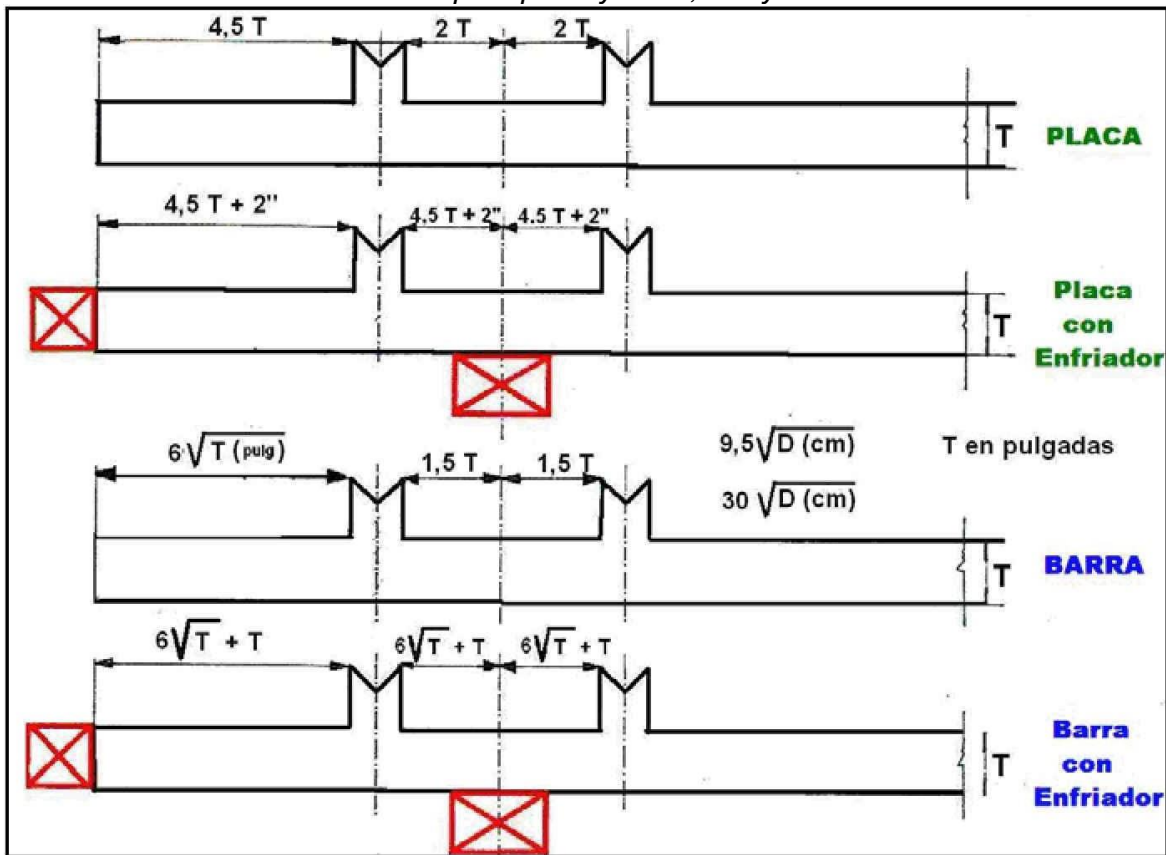 4,5 T 2 T 2 T
T PLACA
4,5 T + 2" 4,5 T + 2" 4.5 T + 2"
T Placa
con
Enfriador
6 √T (pulg) 1,5 T 1,5 T 9,5 √D (cm) T en pulgadas
30 √D (cm)
T BARRA
6√T + T 6√T + T 6√T + T
T Barra
con
Enfriador